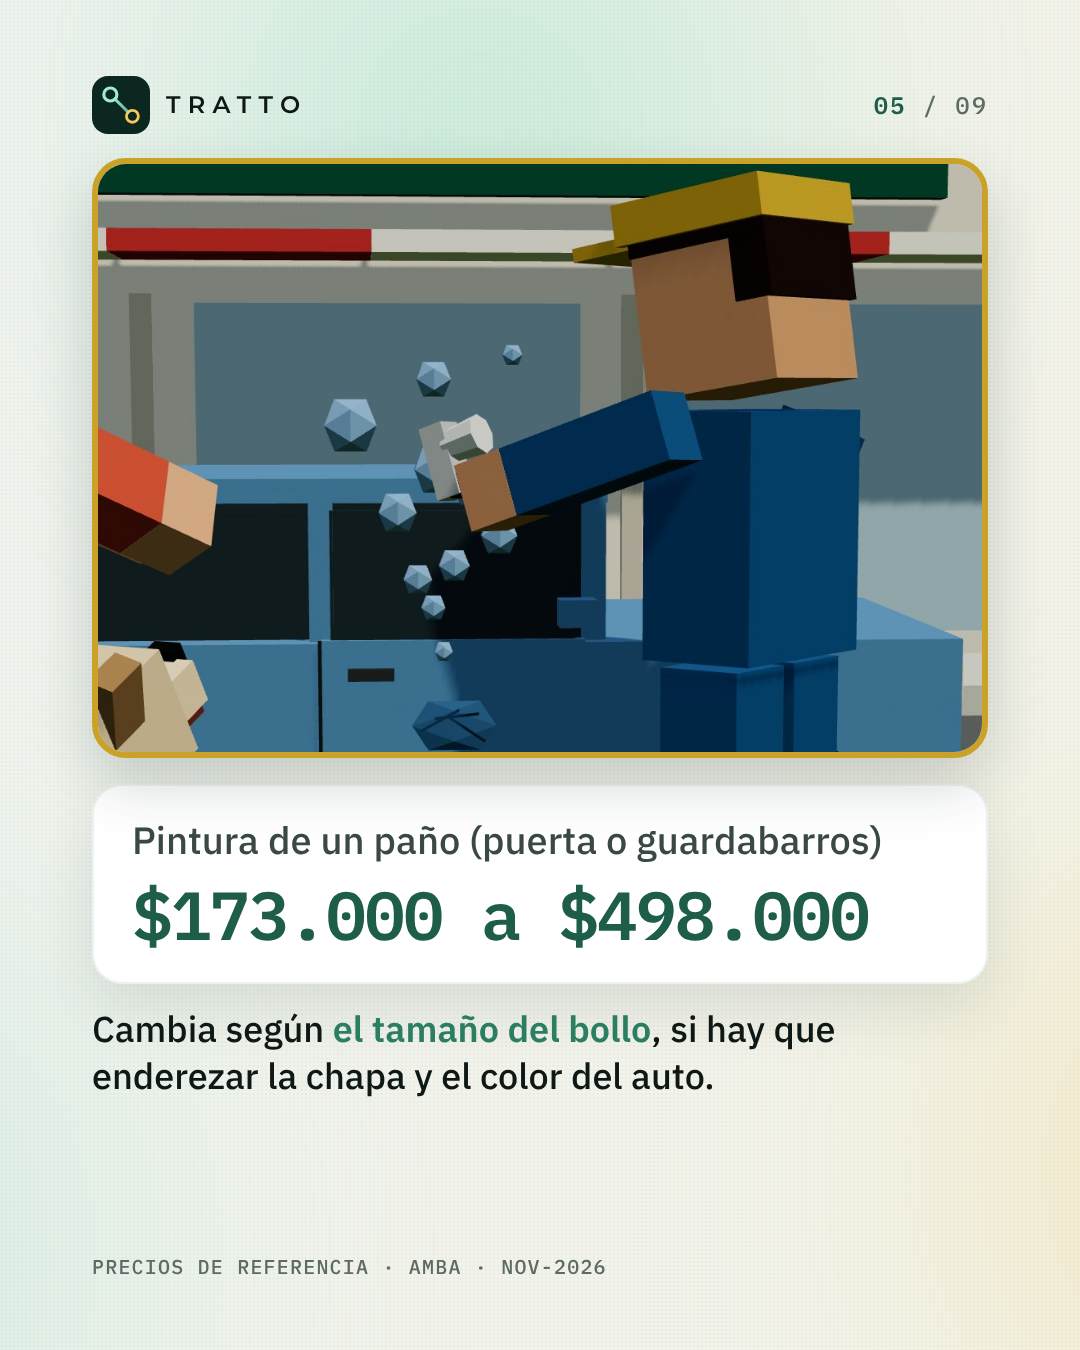 TRATTO
05 / 09
Pintura de un paño (puerta o guardabarros)
$173.000 a $498.000
Cambia según el tamaño del bollo, si hay que
enderezar la chapa y el color del auto.
PRECIOS DE REFERENCIA · AMBA · NOV-2026